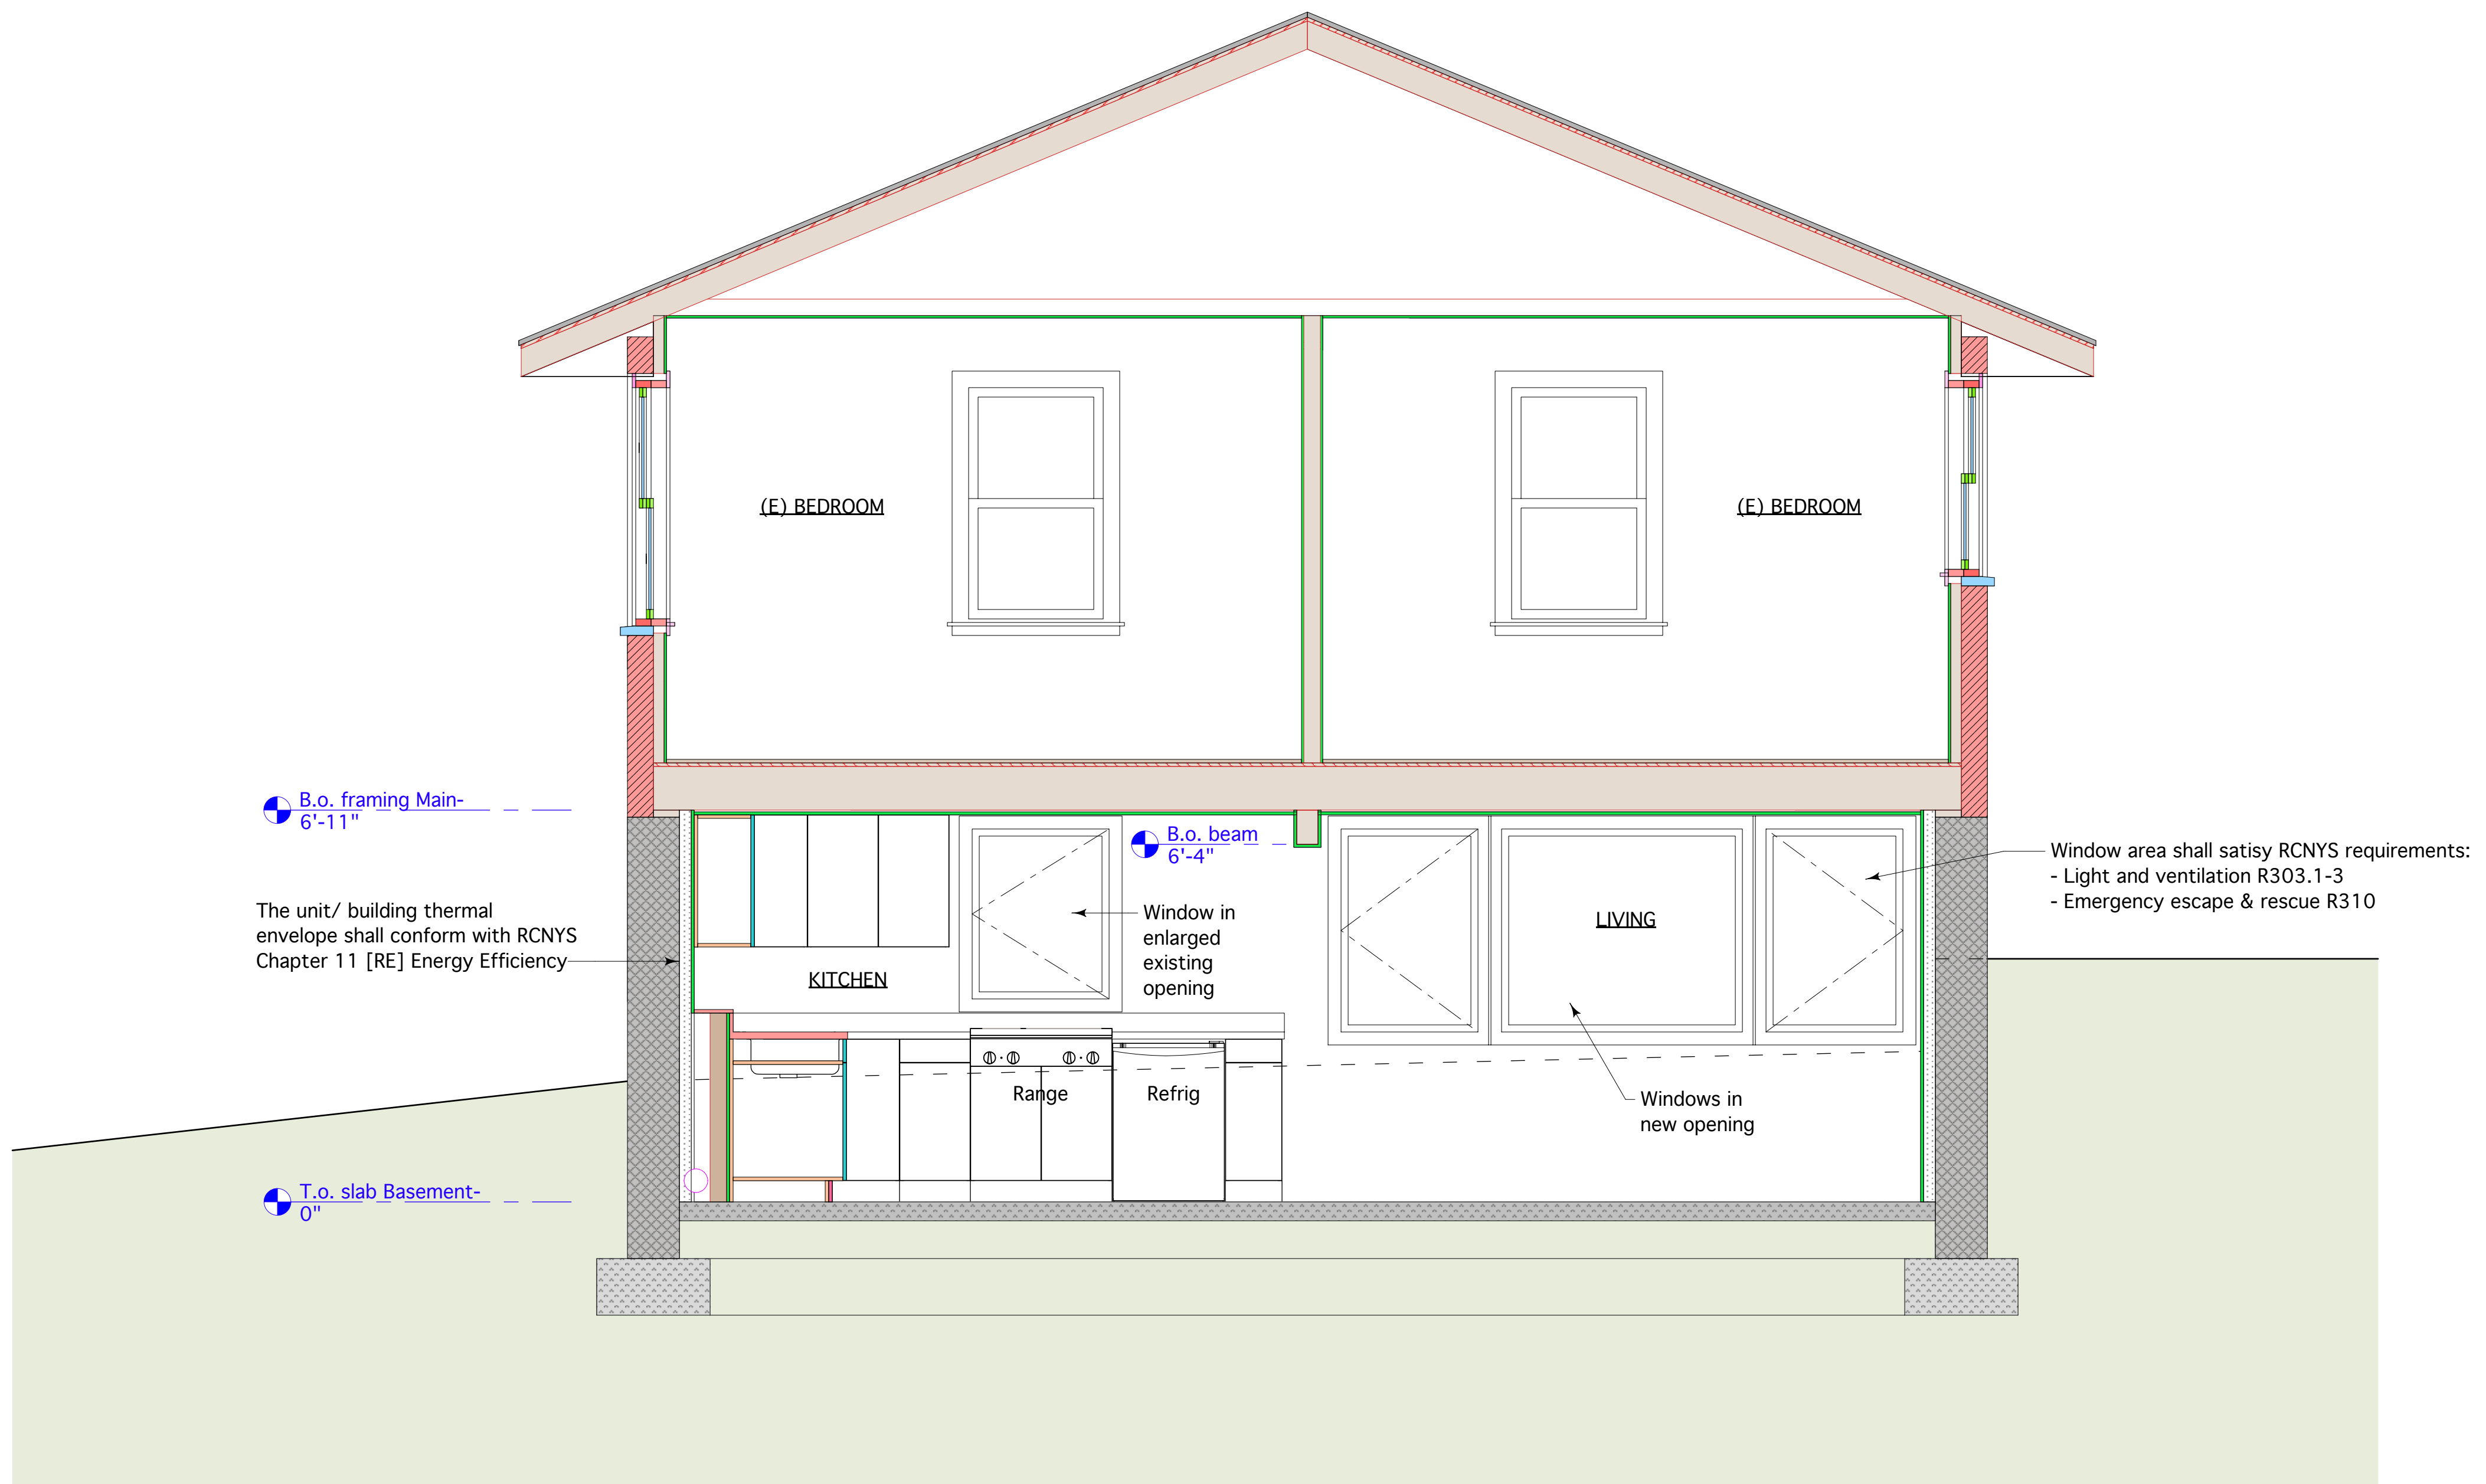 (E) BEDROOM
(E) BEDROOM
B.o. framing Main-
6'-11"
B.o. beam
6'-4"
Window area shall satisy RCNYS requirements:
- Light and ventilation R303.1-3
- Emergency escape & rescue R310
The unit/ building thermal
envelope shall conform with RCNYS
Chapter 11 [RE] Energy Efficiency
Window in
enlarged
existing
opening
LIVING
KITCHEN
Range
Refrig
Windows in
new opening
T.o. slab Basement-
0"